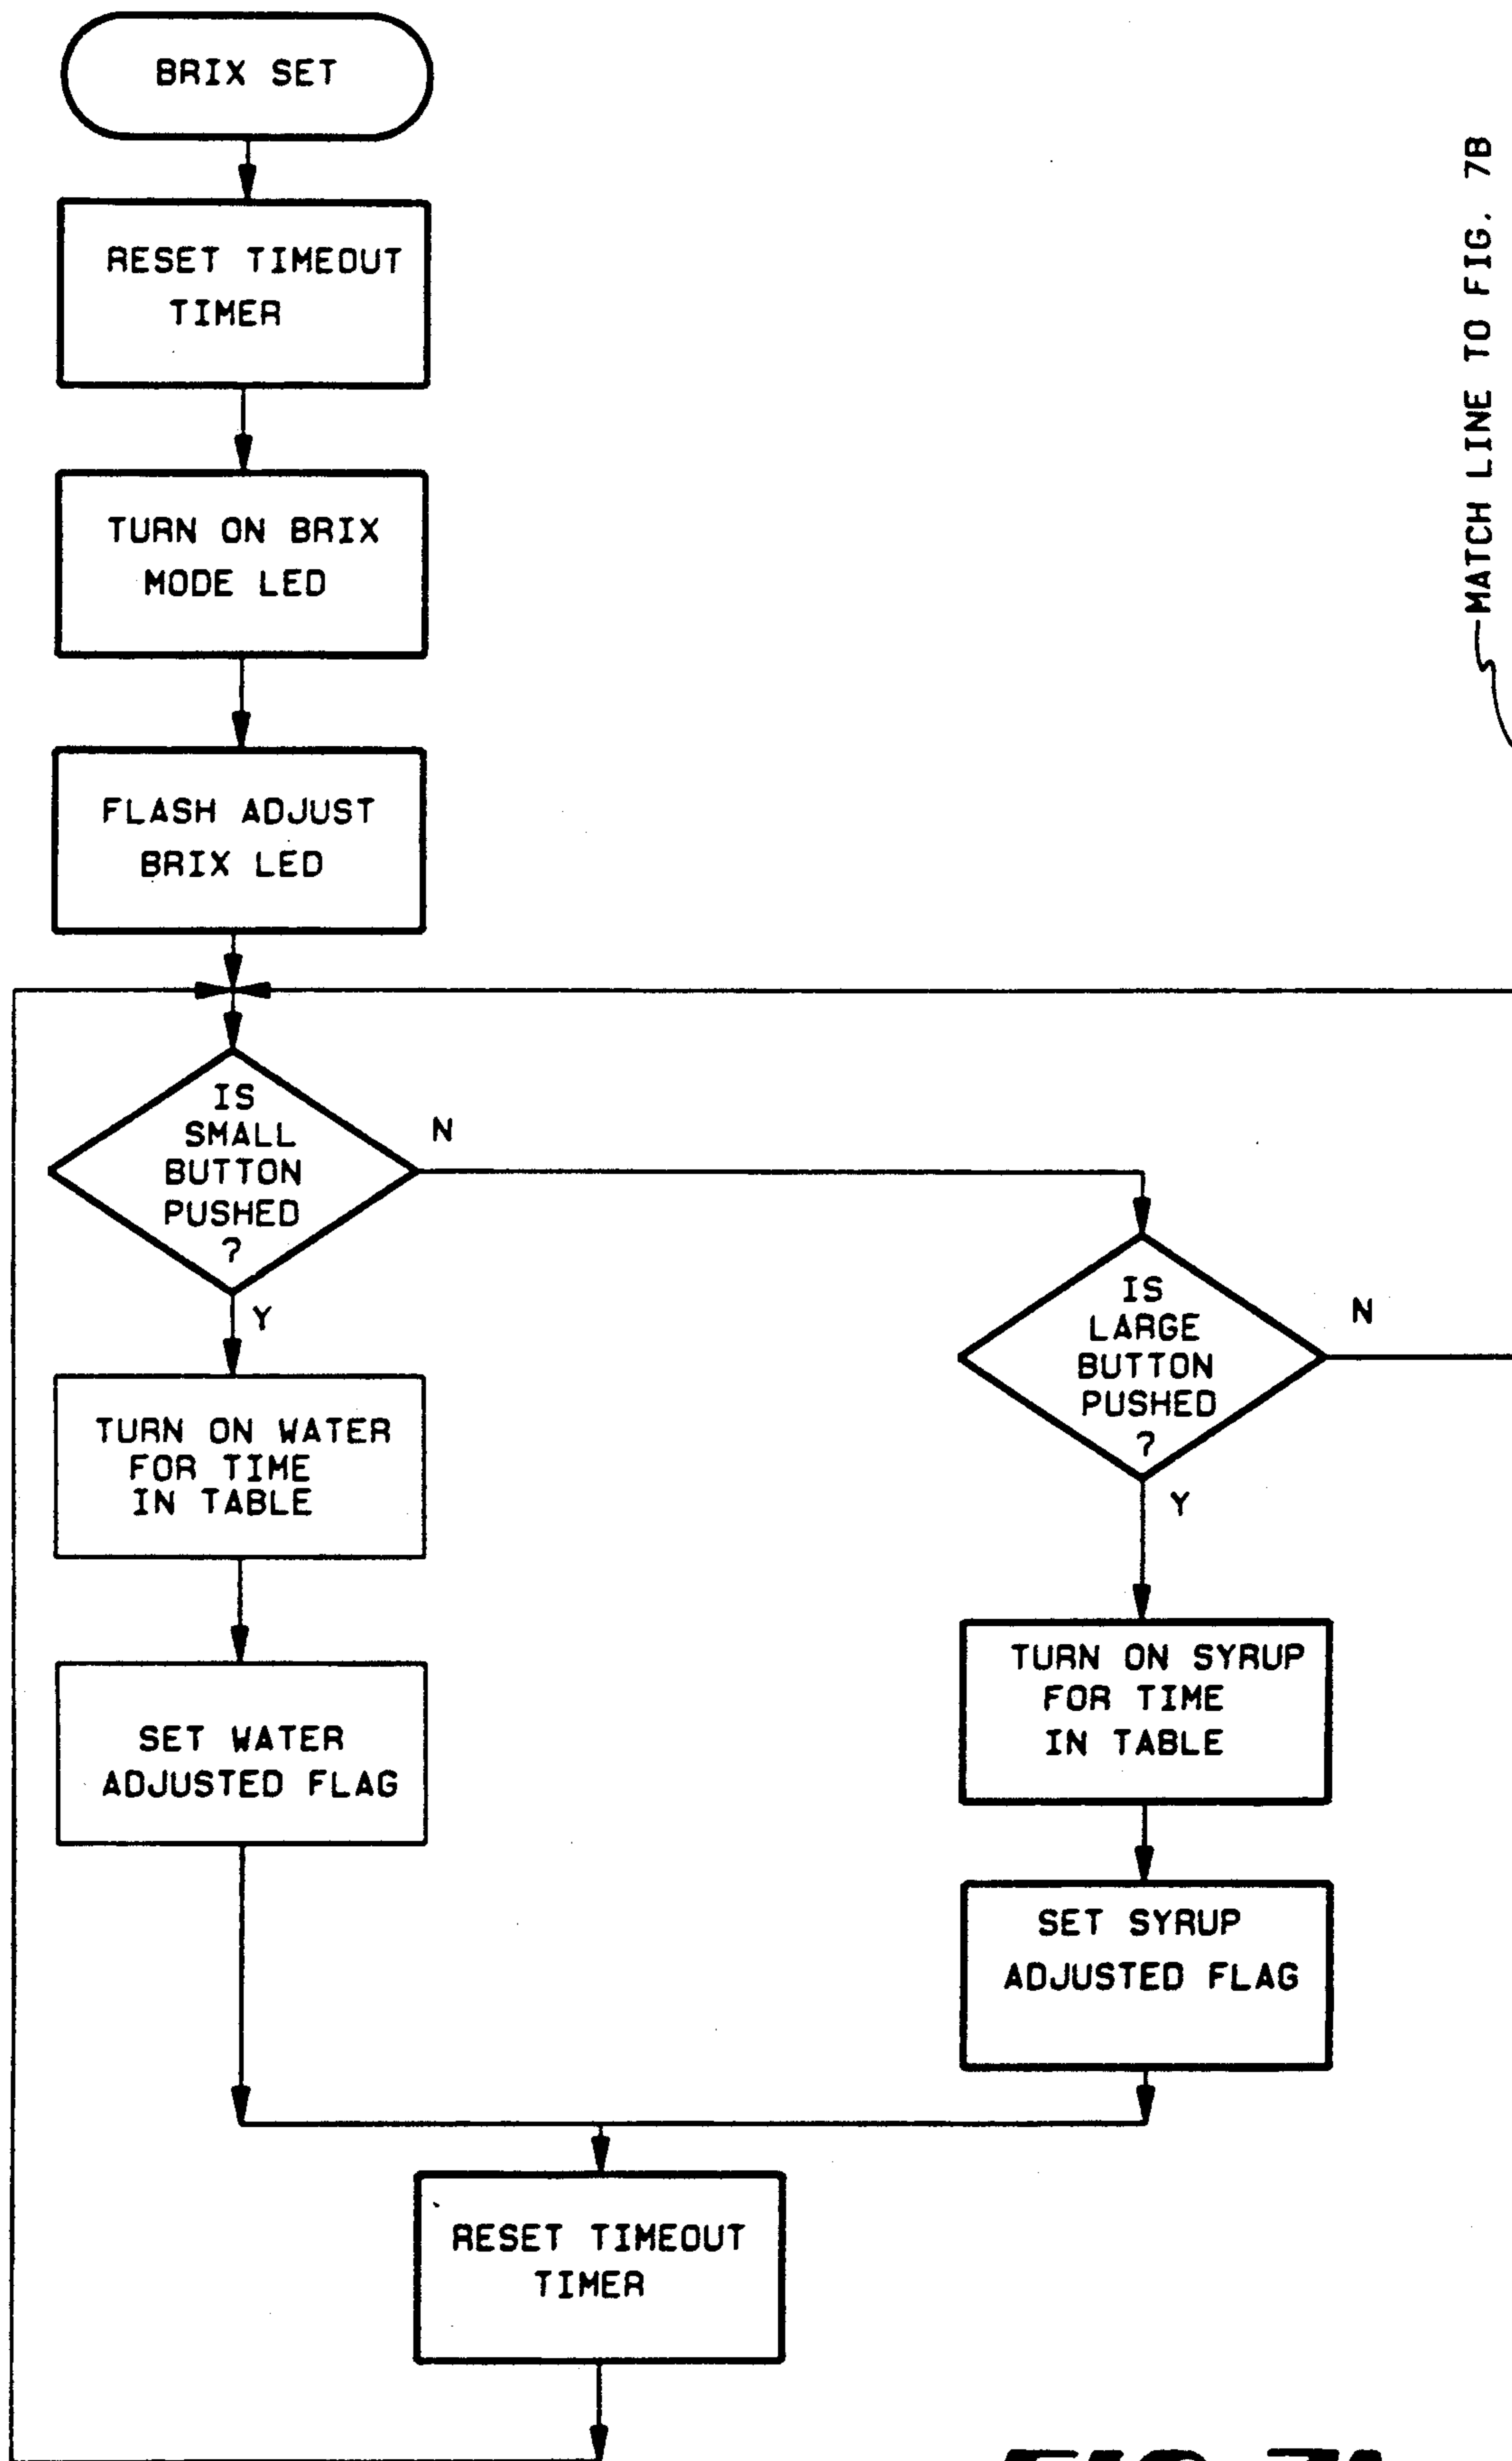 BRIX SET
RESET TIMEOUT
TIMER
TURN ON BRIX
MODE LED
FLASH ADJUST
BRIX LED
MATCH LINE TO FIG. 7B
IS
SMALL
BUTTON
PUSHED
?
N
Y
IS
LARGE
BUTTON
PUSHED
?
N
Y
TURN ON WATER
FOR TIME
IN TABLE
SET WATER
ADJUSTED FLAG
TURN ON SYRUP
FOR TIME
IN TABLE
SET SYRUP
ADJUSTED FLAG
RESET TIMEOUT
TIMER